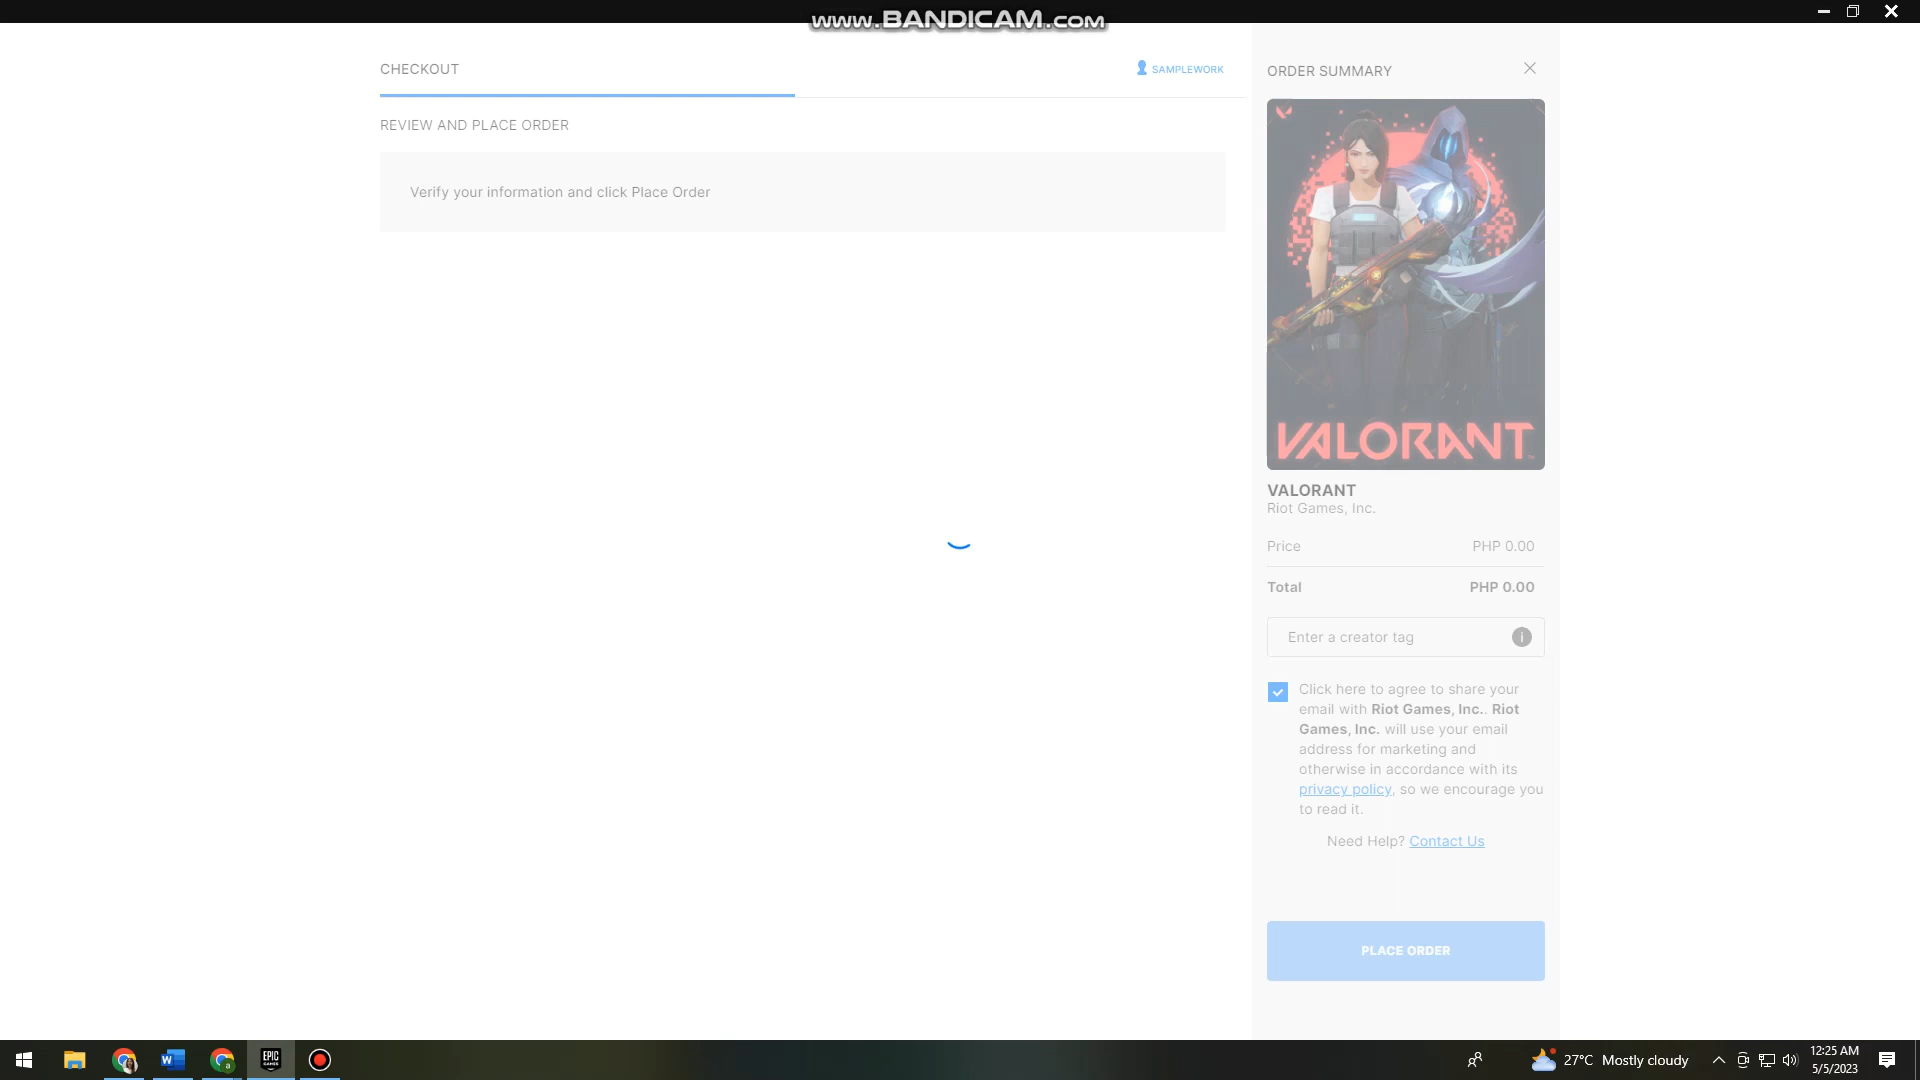 www.BANDICAM.com
CHECKOUT
SAMPLEWORK
REVIEW AND PLACE ORDER
Verify your information and click Place Order
ORDER SUMMARY
VALORANT
VALORANT
Riot Games, Inc.
Price PHP 0.00
Total PHP 0.00
Enter a creator tag
i
Click here to agree to share your
email with Riot Games, Inc.. Riot
Games, Inc. will use your email
address for marketing and
otherwise in accordance with its
privacy policy, so we encourage you
to read it.
Need Help? Contact Us
PLACE ORDER
W
a
EPIC
GAMES
27°C Mostly cloudy
12:25 AM
5/5/2023